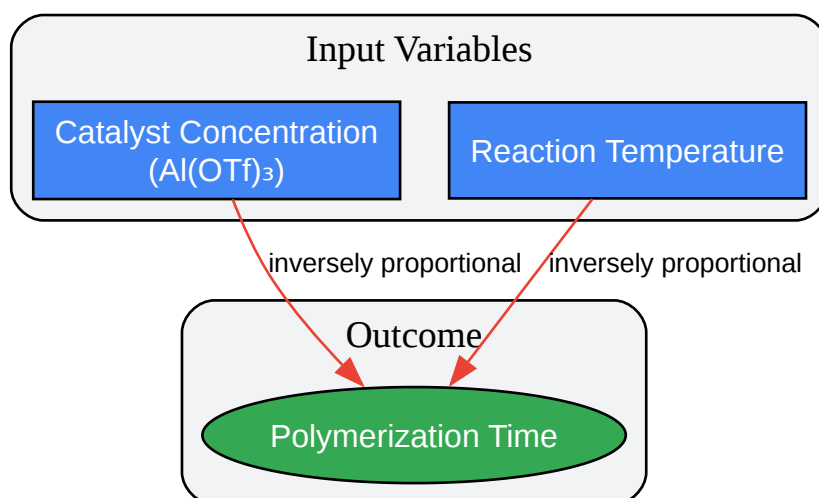 Input Variables
Catalyst Concentration
(Al(OTf)₃)
Reaction Temperature
inversely proportional
inversely proportional
Outcome
Polymerization Time